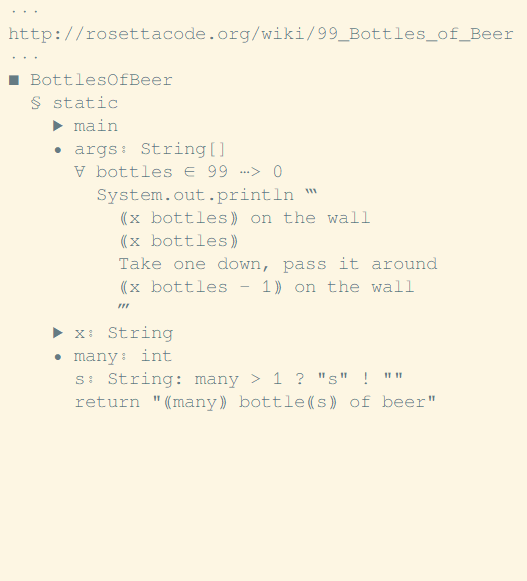 ···
http://rosettacode.org/wiki/99_Bottles_of_Beer
···
■ BottlesOfBeer
§ static
▶ main
• args⦂ String[]
∀ bottles ∈ 99 ⤍ 0
System.out.println ‷
⸨x bottles⸩ on the wall
⸨x bottles⸩
Take one down, pass it around
⸨x bottles − 1⸩ on the wall
‴
▶ x⦂ String
• many⦂ int
s⦂ String: many > 1 ? "s" ! ""
return "⸨many⸩ bottle⸨s⸩ of beer"